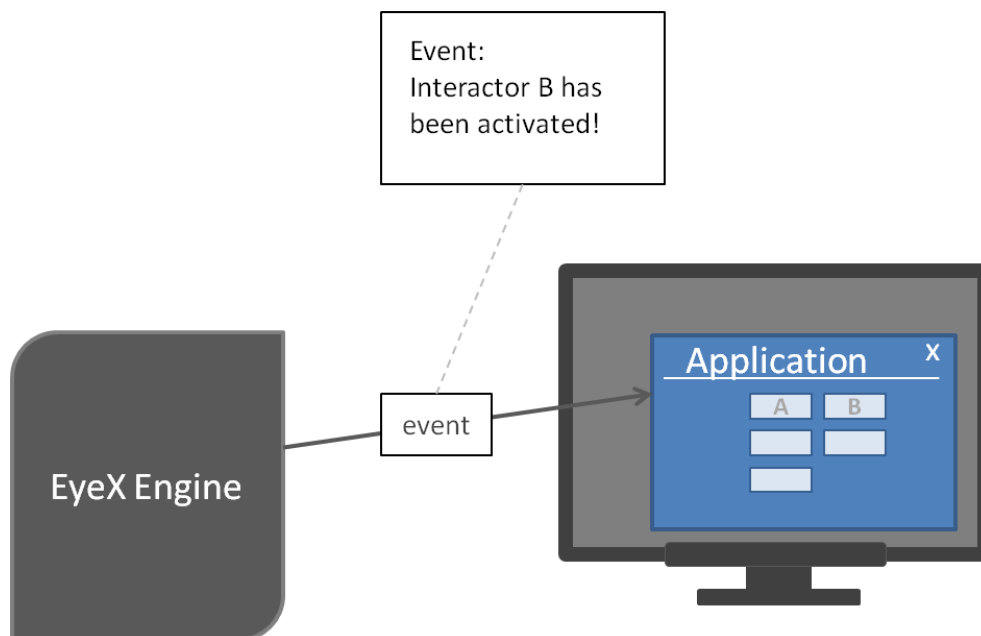 Event:
Interactor B has
been activated!
Application X
A B
event
EyeX Engine